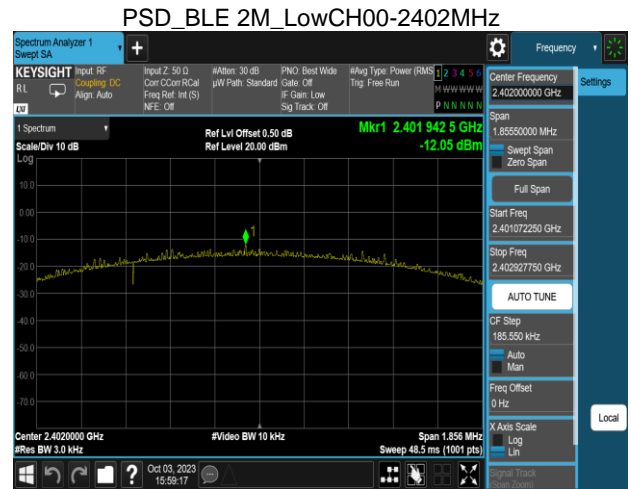 PSD_BLE 2M_LowCH00-2402MHz
Spectrum Analyzer 1
Swept SA
+
Frequency
KEYSIGHT
RL
LXI
Input: RF
Coupling: DC
Align: Auto
Input Z: 50 Ω
Corr CCorr RCal
Freq Ref: Int (S)
NFE: Off
#Atten: 30 dB
µW Path: Standard
PNO: Best Wide
Gate: Off
IF Gain: Low
Sig Track: Off
#Avg Type: Power (RMS
Trig: Free Run
1 2 3 4 5 6
M W W W W W
P N N N N N
1 Spectrum
Scale/Div 10 dB
Log
Ref Lvl Offset 0.50 dB
Ref Level 20.00 dBm
Mkr1 2.401 942 5 GHz
-12.05 dBm
1
10.0
0.00
-10.0
-20.0
-30.0
-40.0
-50.0
-60.0
-70.0
Center 2.4020000 GHz
#Res BW 3.0 kHz
#Video BW 10 kHz
Span 1.856 MHz
Sweep 48.5 ms (1001 pts)
Center Frequency
2.402000000 GHz
Span
1.85550000 MHz
Swept Span
Zero Span
Full Span
Start Freq
2.401072250 GHz
Stop Freq
2.402927750 GHz
AUTO TUNE
CF Step
185.550 kHz
Auto
Man
Freq Offset
0 Hz
X Axis Scale
Log
Lin
Signal Track
(Span Zoom)
Settings
Local
?
Oct 03, 2023
15:59:17